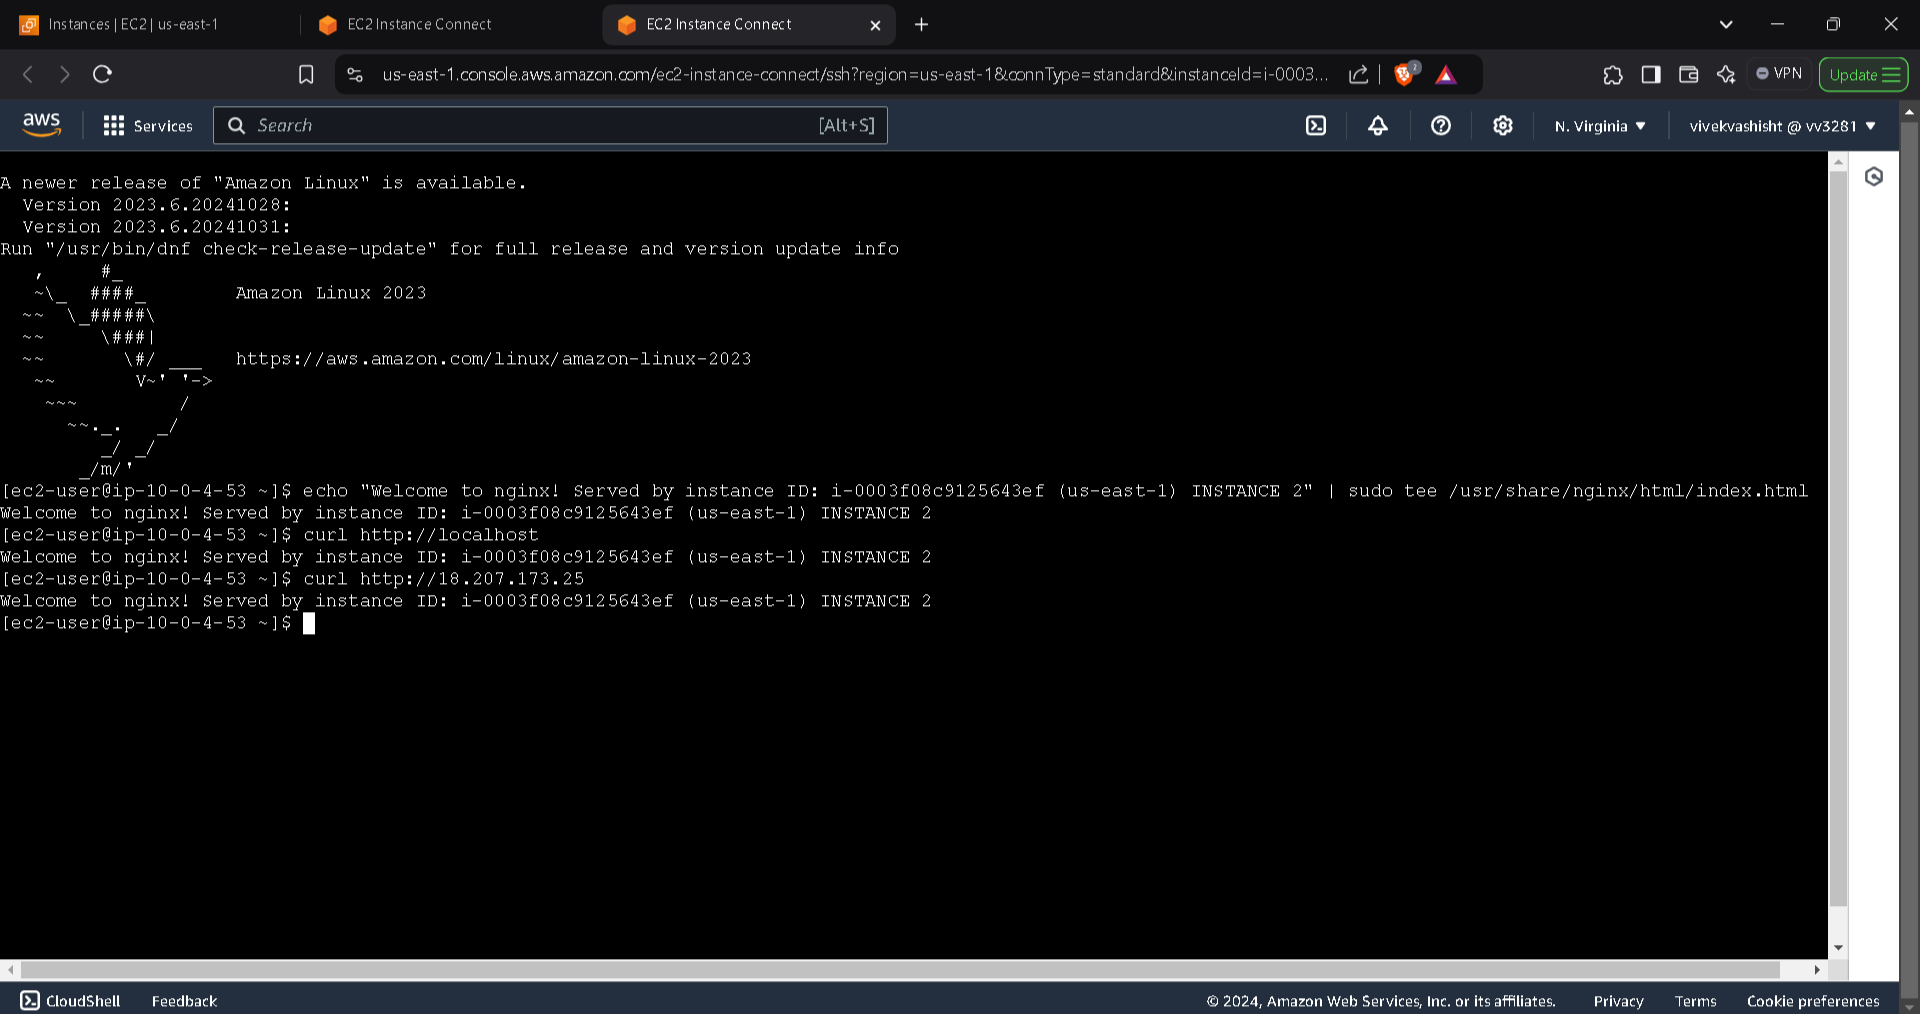 Instances | EC2 | us-east-1
EC2 Instance Connect
EC2 Instance Connect
us-east-1.console.aws.amazon.com/ec2-instance-connect/ssh?region=us-east-1&connType=standard&instanceId=i-0003...
2
VPN
Update
aws
Services
Search
[Alt+S]
N. Virginia
vivekvashisht @ vv3281
A newer release of "Amazon Linux" is available.
  Version 2023.6.20241028:
  Version 2023.6.20241031:
Run "/usr/bin/dnf check-release-update" for full release and version update info
   ,     #_
   ~\_  ####_        Amazon Linux 2023
  ~~  \_#####\
  ~~     \###|
  ~~       \#/ ___   https://aws.amazon.com/linux/amazon-linux-2023
   ~~       V~' '->
    ~~~         /
      ~~._.   _/
         _/ _/
       _/m/'
[ec2-user@ip-10-0-4-53 ~]$ echo "Welcome to nginx! Served by instance ID: i-0003f08c9125643ef (us-east-1) INSTANCE 2" | sudo tee /usr/share/nginx/html/index.html
Welcome to nginx! Served by instance ID: i-0003f08c9125643ef (us-east-1) INSTANCE 2
[ec2-user@ip-10-0-4-53 ~]$ curl http://localhost
Welcome to nginx! Served by instance ID: i-0003f08c9125643ef (us-east-1) INSTANCE 2
[ec2-user@ip-10-0-4-53 ~]$ curl http://18.207.173.25
Welcome to nginx! Served by instance ID: i-0003f08c9125643ef (us-east-1) INSTANCE 2
[ec2-user@ip-10-0-4-53 ~]$
CloudShell
Feedback
© 2024, Amazon Web Services, Inc. or its affiliates.
Privacy
Terms
Cookie preferences